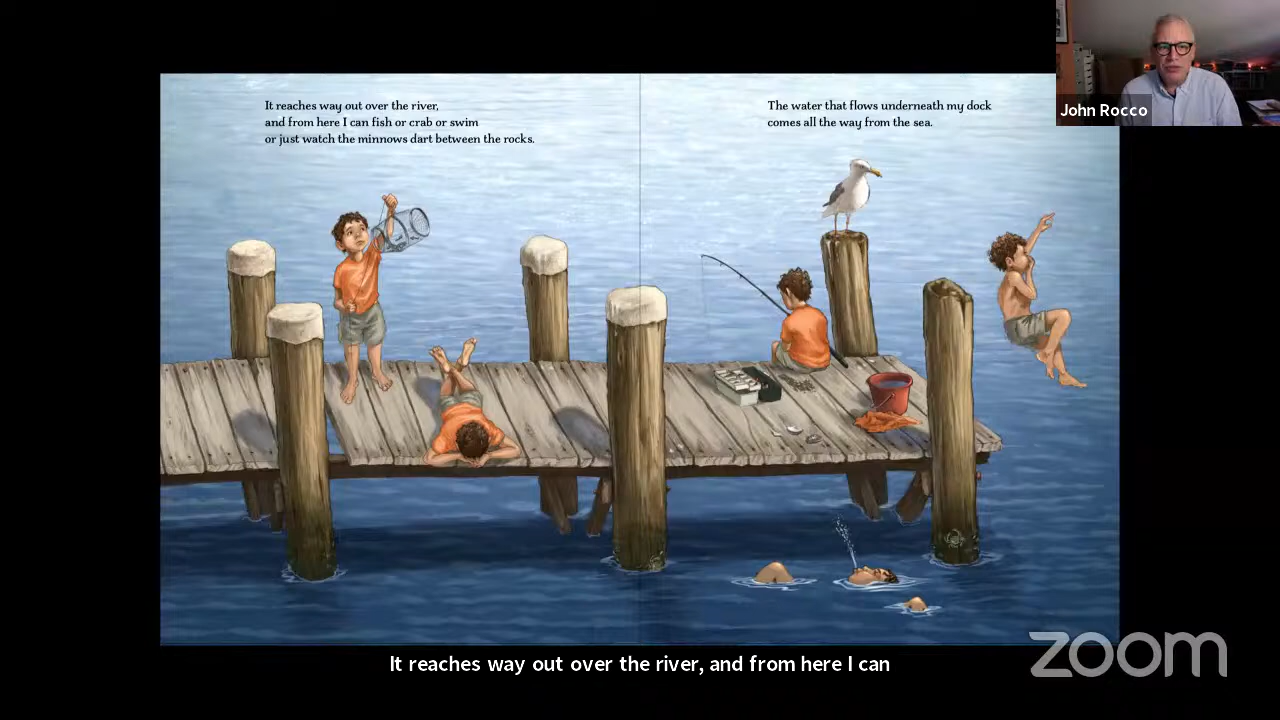 It reaches way out over the river,
and from here I can fish or crab or swim
or just watch the minnows dart between the rocks.
The water that flows underneath my dock
comes all the way from the sea.
John Rocco
It reaches way out over the river, and from here I can
zoom